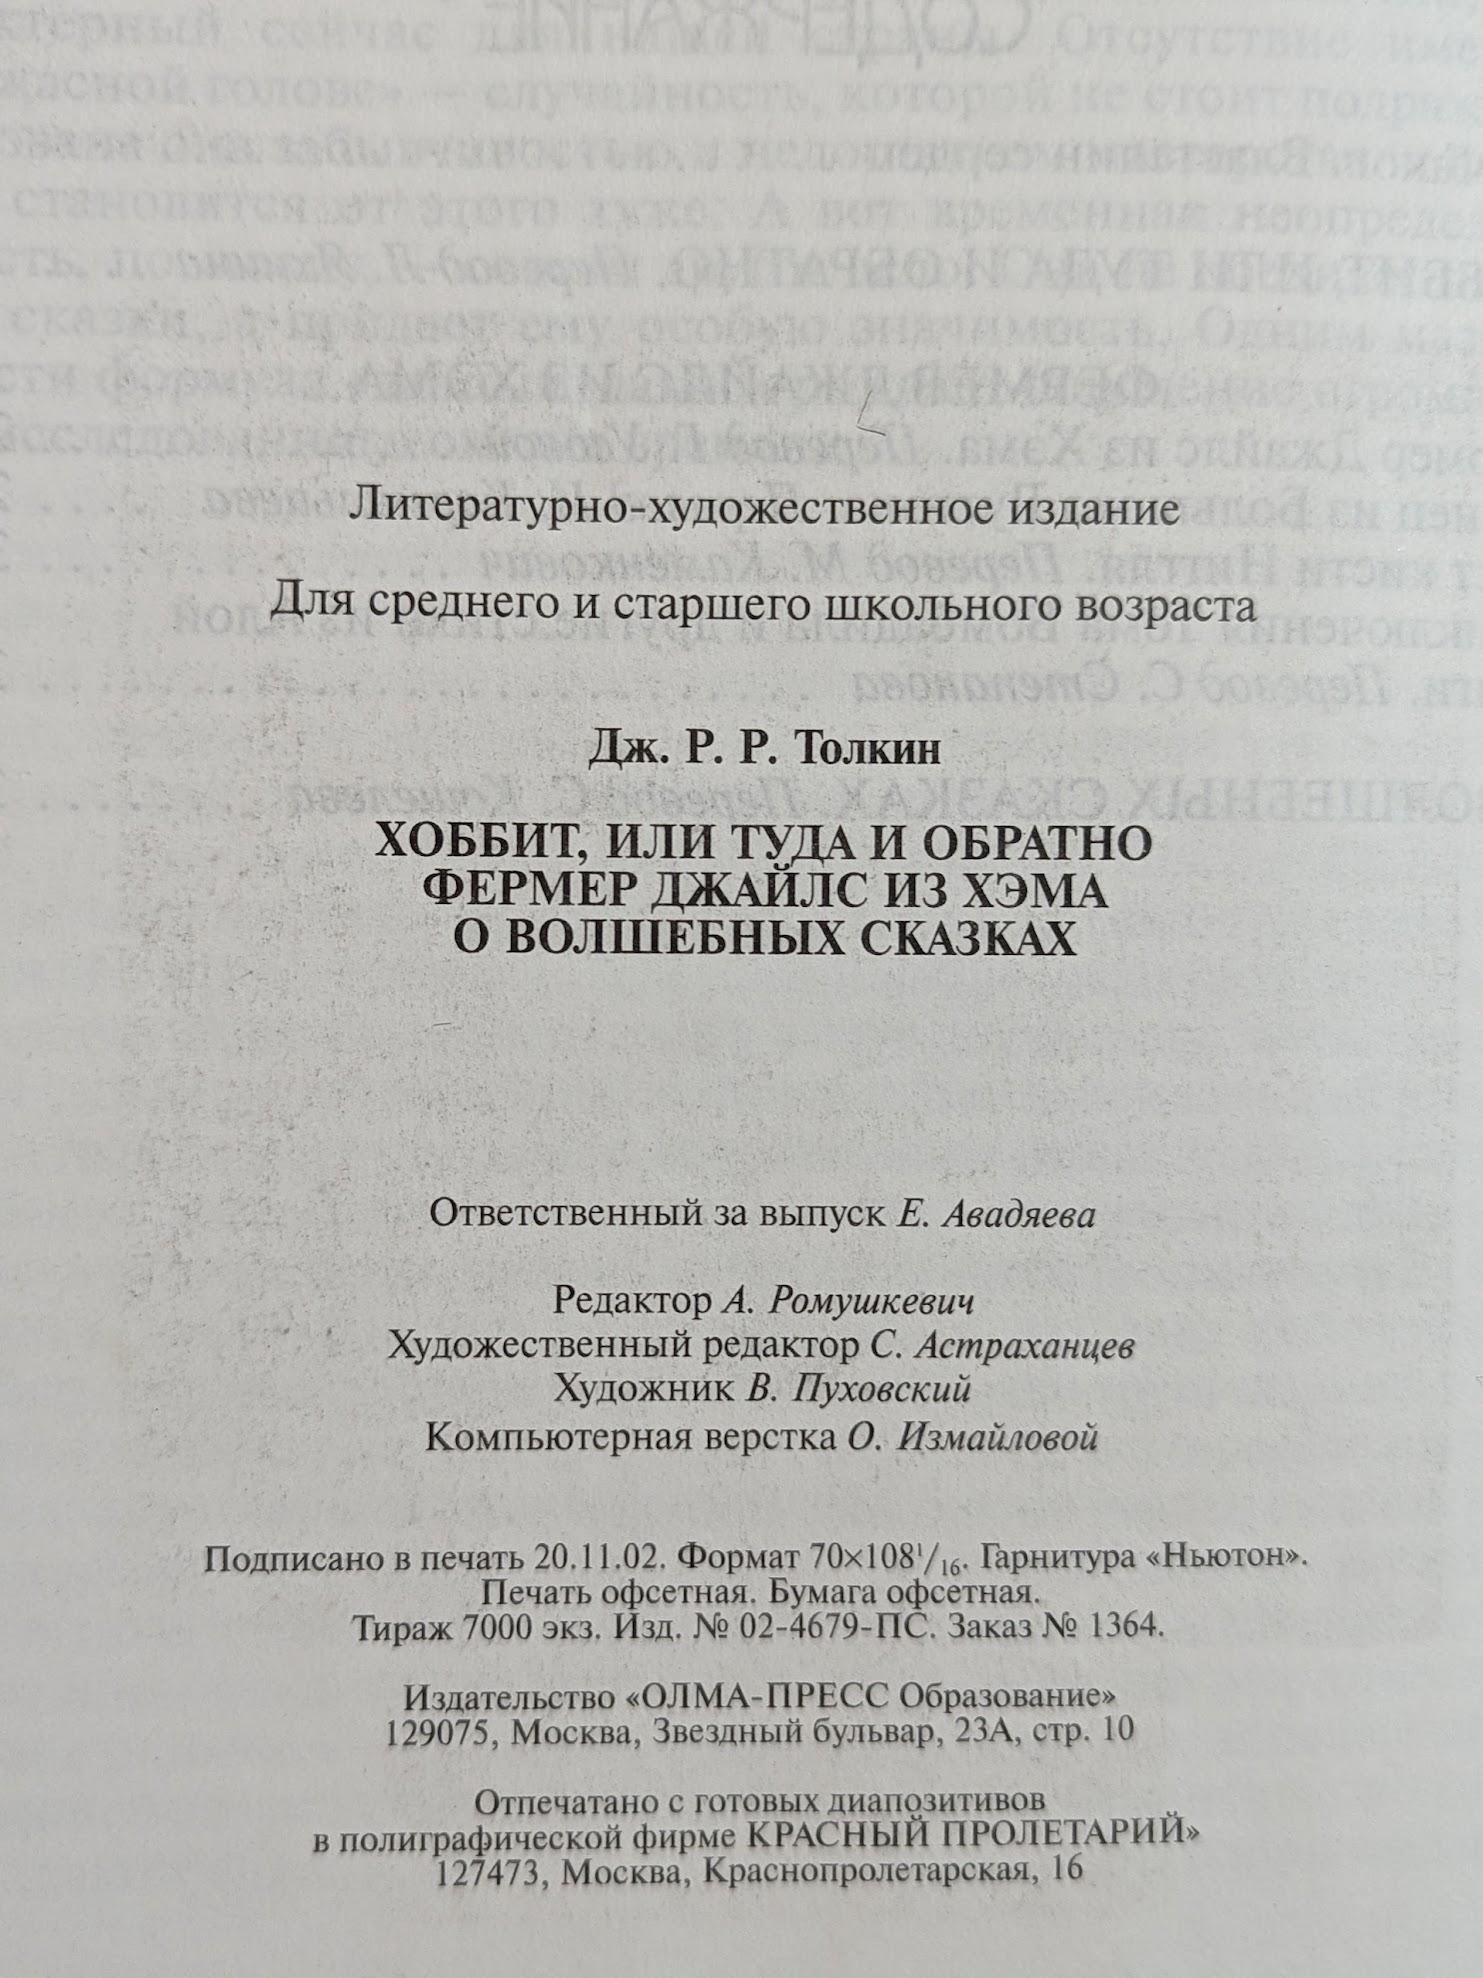 Литературно-художественное издание
Для среднего и старшего школьного возраста
Дж. Р. Р. Толкин
ХОББИТ, ИЛИ ТУДА И ОБРАТНО
ФЕРМЕР ДЖАЙЛС ИЗ ХЭМА
О ВОЛШЕБНЫХ СКАЗКАХ
Ответственный за выпуск Е. Авадяева
Редактор А. Ромушкевич
Художественный редактор С. Астраханцев
Художник В. Пуховский
Компьютерная верстка О. Измайловой
Подписано в печать 20.11.02. Формат 70×108¹/₁₆. Гарнитура «Ньютон».
Печать офсетная. Бумага офсетная.
Тираж 7000 экз. Изд. № 02-4679-ПС. Заказ № 1364.
Издательство «ОЛМА-ПРЕСС Образование»
129075, Москва, Звездный бульвар, 23А, стр. 10
Отпечатано с готовых диапозитивов
в полиграфической фирме КРАСНЫЙ ПРОЛЕТАРИЙ»
127473, Москва, Краснопролетарская, 16